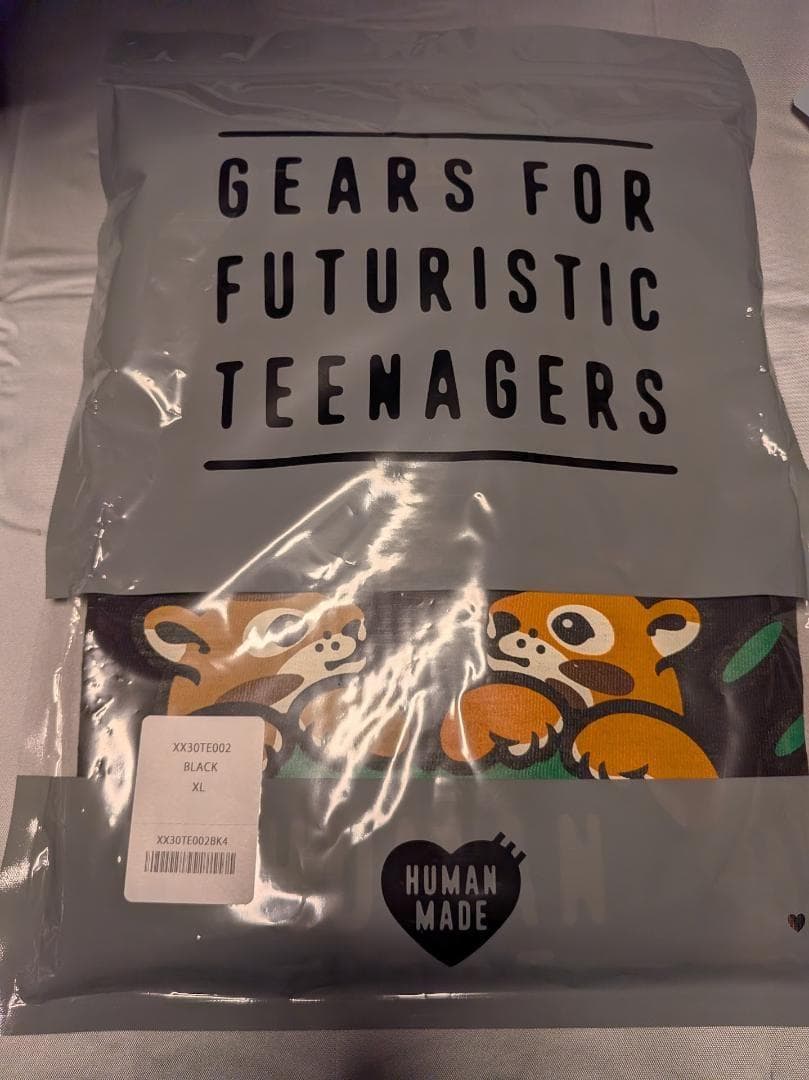 GEARS FOR
FUTURISTIC
TEENAGERS
XX30TE002
BLACK
XL
XX30TE002BK4
HUMAN
MADE